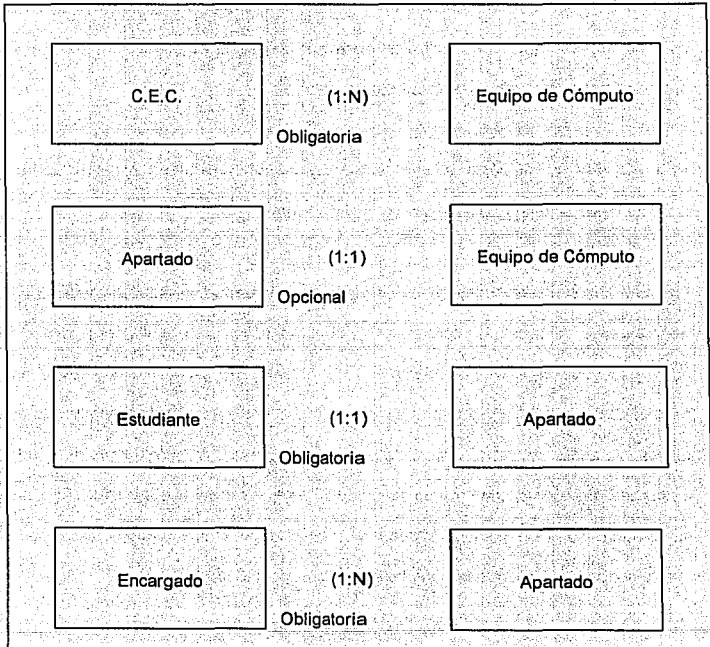 C.E.C. (1:N) Equipo de Cómputo
Obligatoria
Apartado (1:1) Equipo de Cómputo
Opcional
Estudiante (1:1) Apartado
Obligatoria
Encargado (1:N) Apartado
Obligatoria